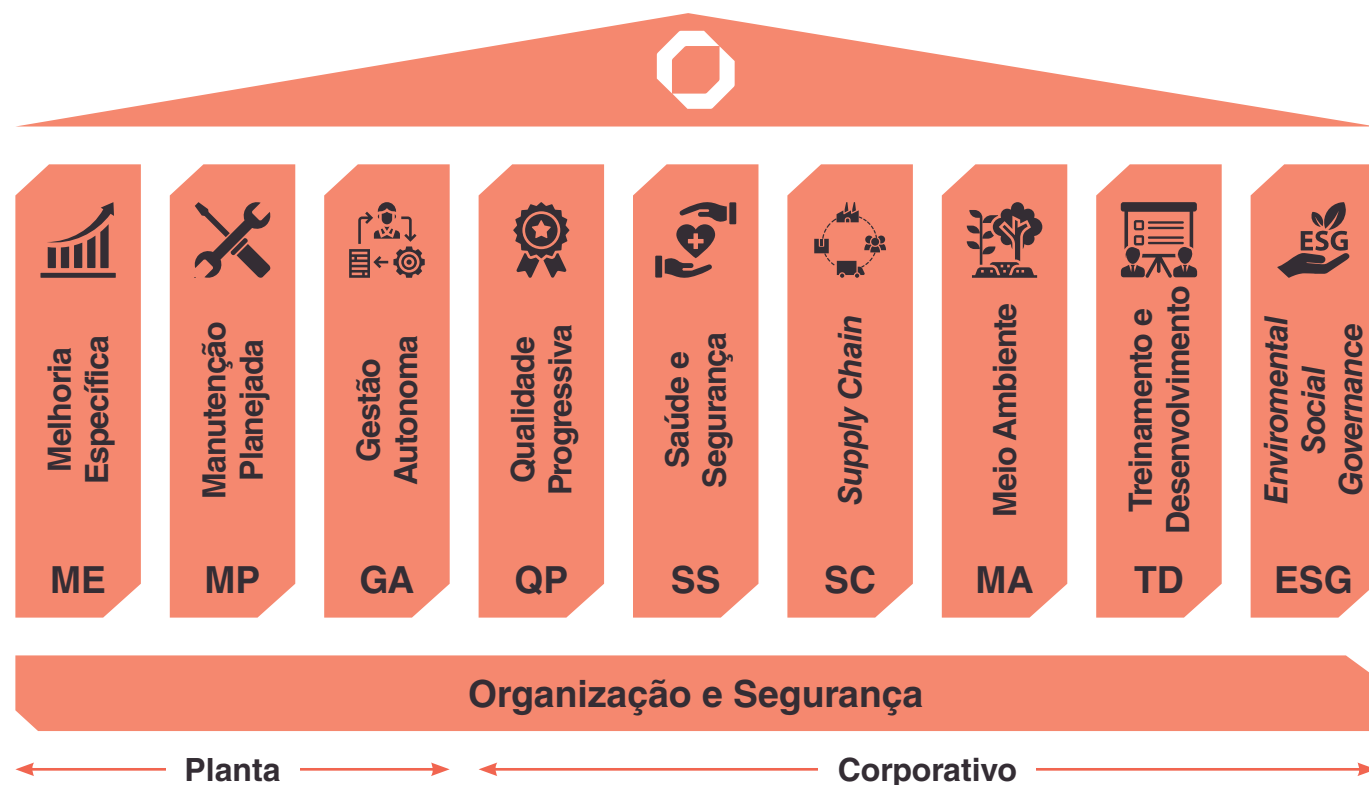 Melhoria
Específica
ME
Manutenção
Planejada
MP
Gestão
Autonoma
GA
Qualidade
Progressiva
QP
Saúde e
Segurança
SS
Supply Chain
SC
Meio Ambiente
MA
Treinamento e
Desenvolvimento
TD
ESG
Enviromental
Social
Governance
ESG
Organização e Segurança
Planta
Corporativo